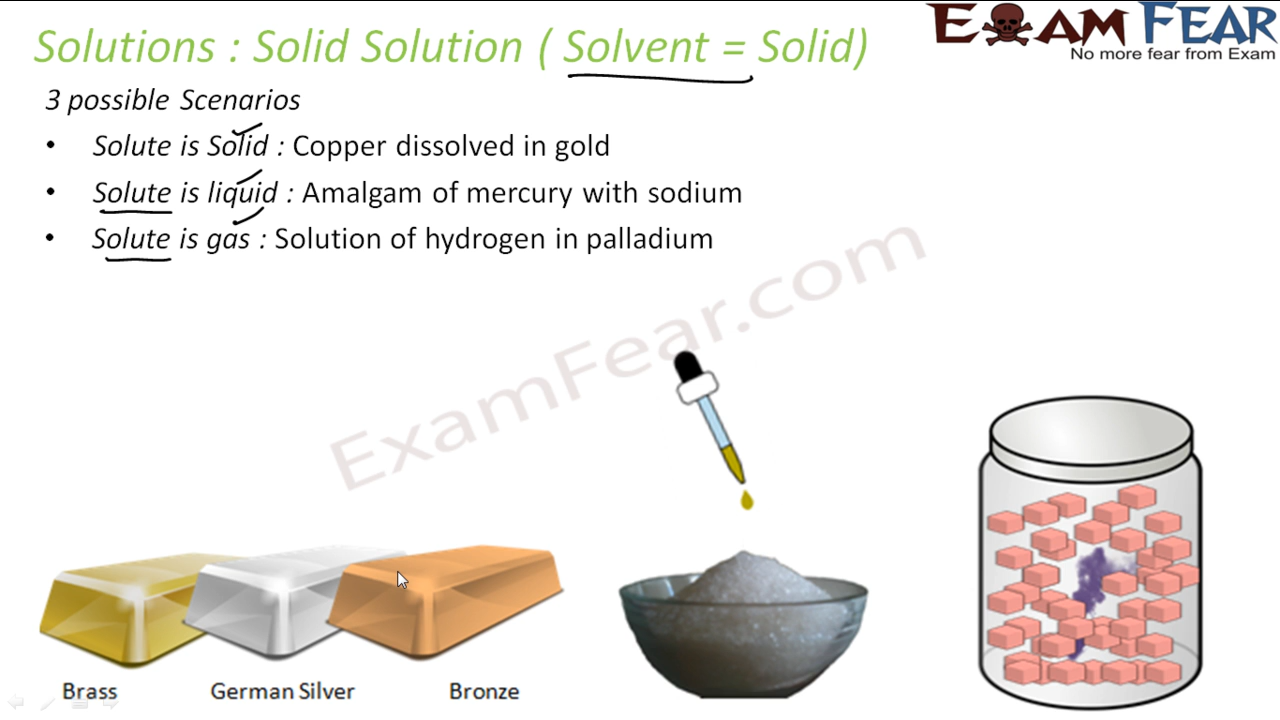 Solutions : Solid Solution ( Solvent = Solid)
EXAM FEAR
No more fear from Exam
3 possible Scenarios
• Solute is Solid : Copper dissolved in gold
• Solute is liquid : Amalgam of mercury with sodium
• Solute is gas : Solution of hydrogen in palladium
ExamFear.com
Brass German Silver Bronze